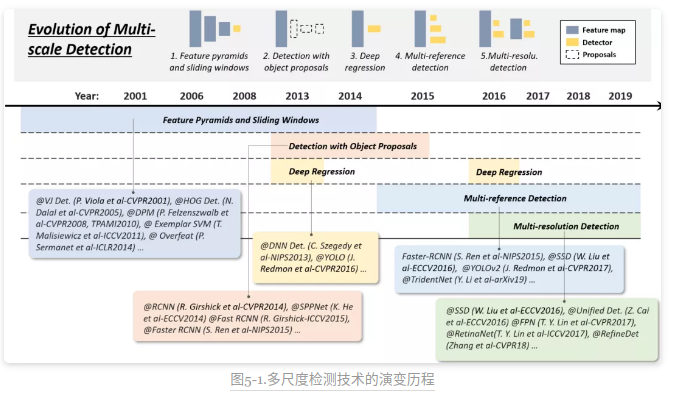 Evolution of Multi-
scale Detection
1. Feature pyramids
and sliding windows
2. Detection with
object proposals
3. Deep
regression
4. Multi-reference
detection
5.Multi-resolu.
detection
Feature map
Detector
Proposals
Year: 2001 2006 2008 2013 2014 2015 2016 2017 2018 2019
Feature Pyramids and Sliding Windows
Detection with Object Proposals
Deep Regression
Deep Regression
Multi-reference Detection
Multi-resolution Detection
@VJ Det. (P. Viola et al-CVPR2001), @HOG Det. (N.
Dalal et al-CVPR2005), @DPM (P. Felzenszwalb et
al-CVPR2008, TPAMI2010), @ Exemplar SVM (T.
Malisiewicz et al-ICCV2011), @ Overfeat (P.
Sermanet et al-ICLR2014) ...
@DNN Det. (C. Szegedy et
al-NIPS2013), @YOLO (J.
Redmon et al-CVPR2016) ...
Faster-RCNN (S. Ren et al-NIPS2015), @SSD (W. Liu
et al-ECCV2016), @YOLOv2 (J. Redmon et al-CVPR2017),
@TridentNet (Y. Li et al-arXiv19) ...
@RCNN (R. Girshick et al-CVPR2014), @SPPNet (K. He
et al-ECCV2014) @Fast RCNN (R. Girshick-ICCV2015),
@Faster RCNN (S. Ren et al-NIPS2015) ...
@SSD (W. Liu et al-ECCV2016), @Unified Det. (Z. Cai
et al-ECCV2016) @FPN (T. Y. Lin et al-CVPR2017),
@RetinaNet(T. Y. Lin et al-ICCV2017), @RefineDet
(Zhang et al-CVPR18) ...
图5-1.多尺度检测技术的演变历程